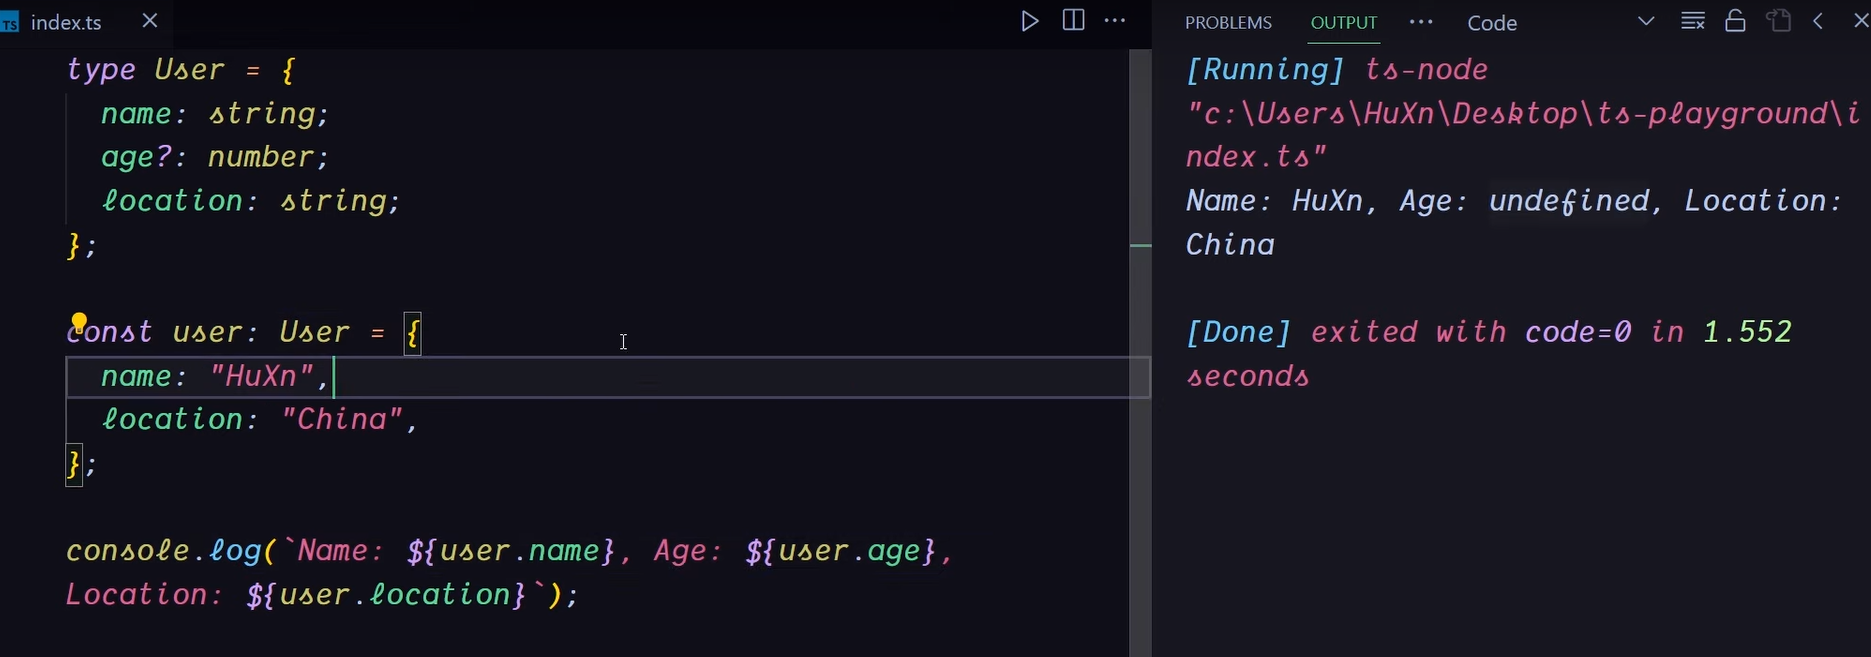 TS index.ts
type User = {
  name: string;
  age?: number;
  location: string;
};
const user: User = {
  name: "HuXn",
  location: "China",
};
console.log(`Name: ${user.name}, Age: ${user.age},
Location: ${user.location}`);
PROBLEMS OUTPUT ··· Code
[Running] ts-node
"c:\Users\HuXn\Desktop\ts-playground\i
ndex.ts"
Name: HuXn, Age: undefined, Location:
China
[Done] exited with code=0 in 1.552
seconds